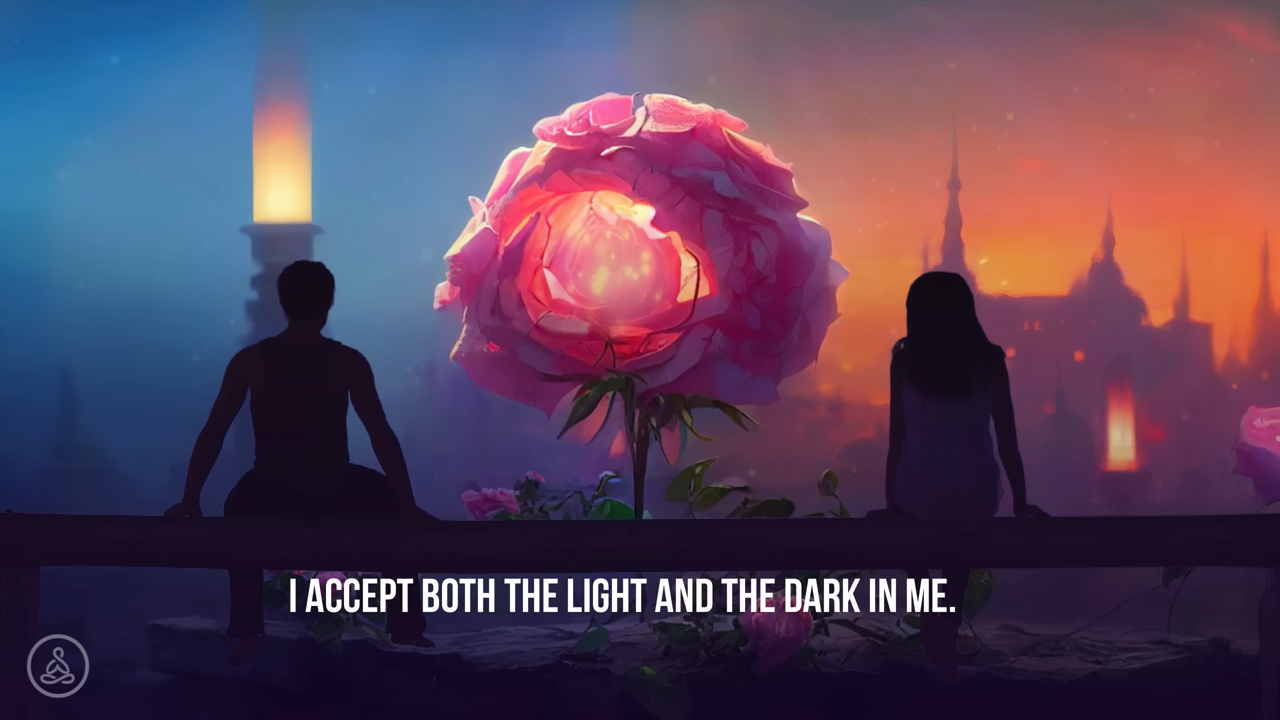 I ACCEPT BOTH THE LIGHT AND THE DARK IN ME.